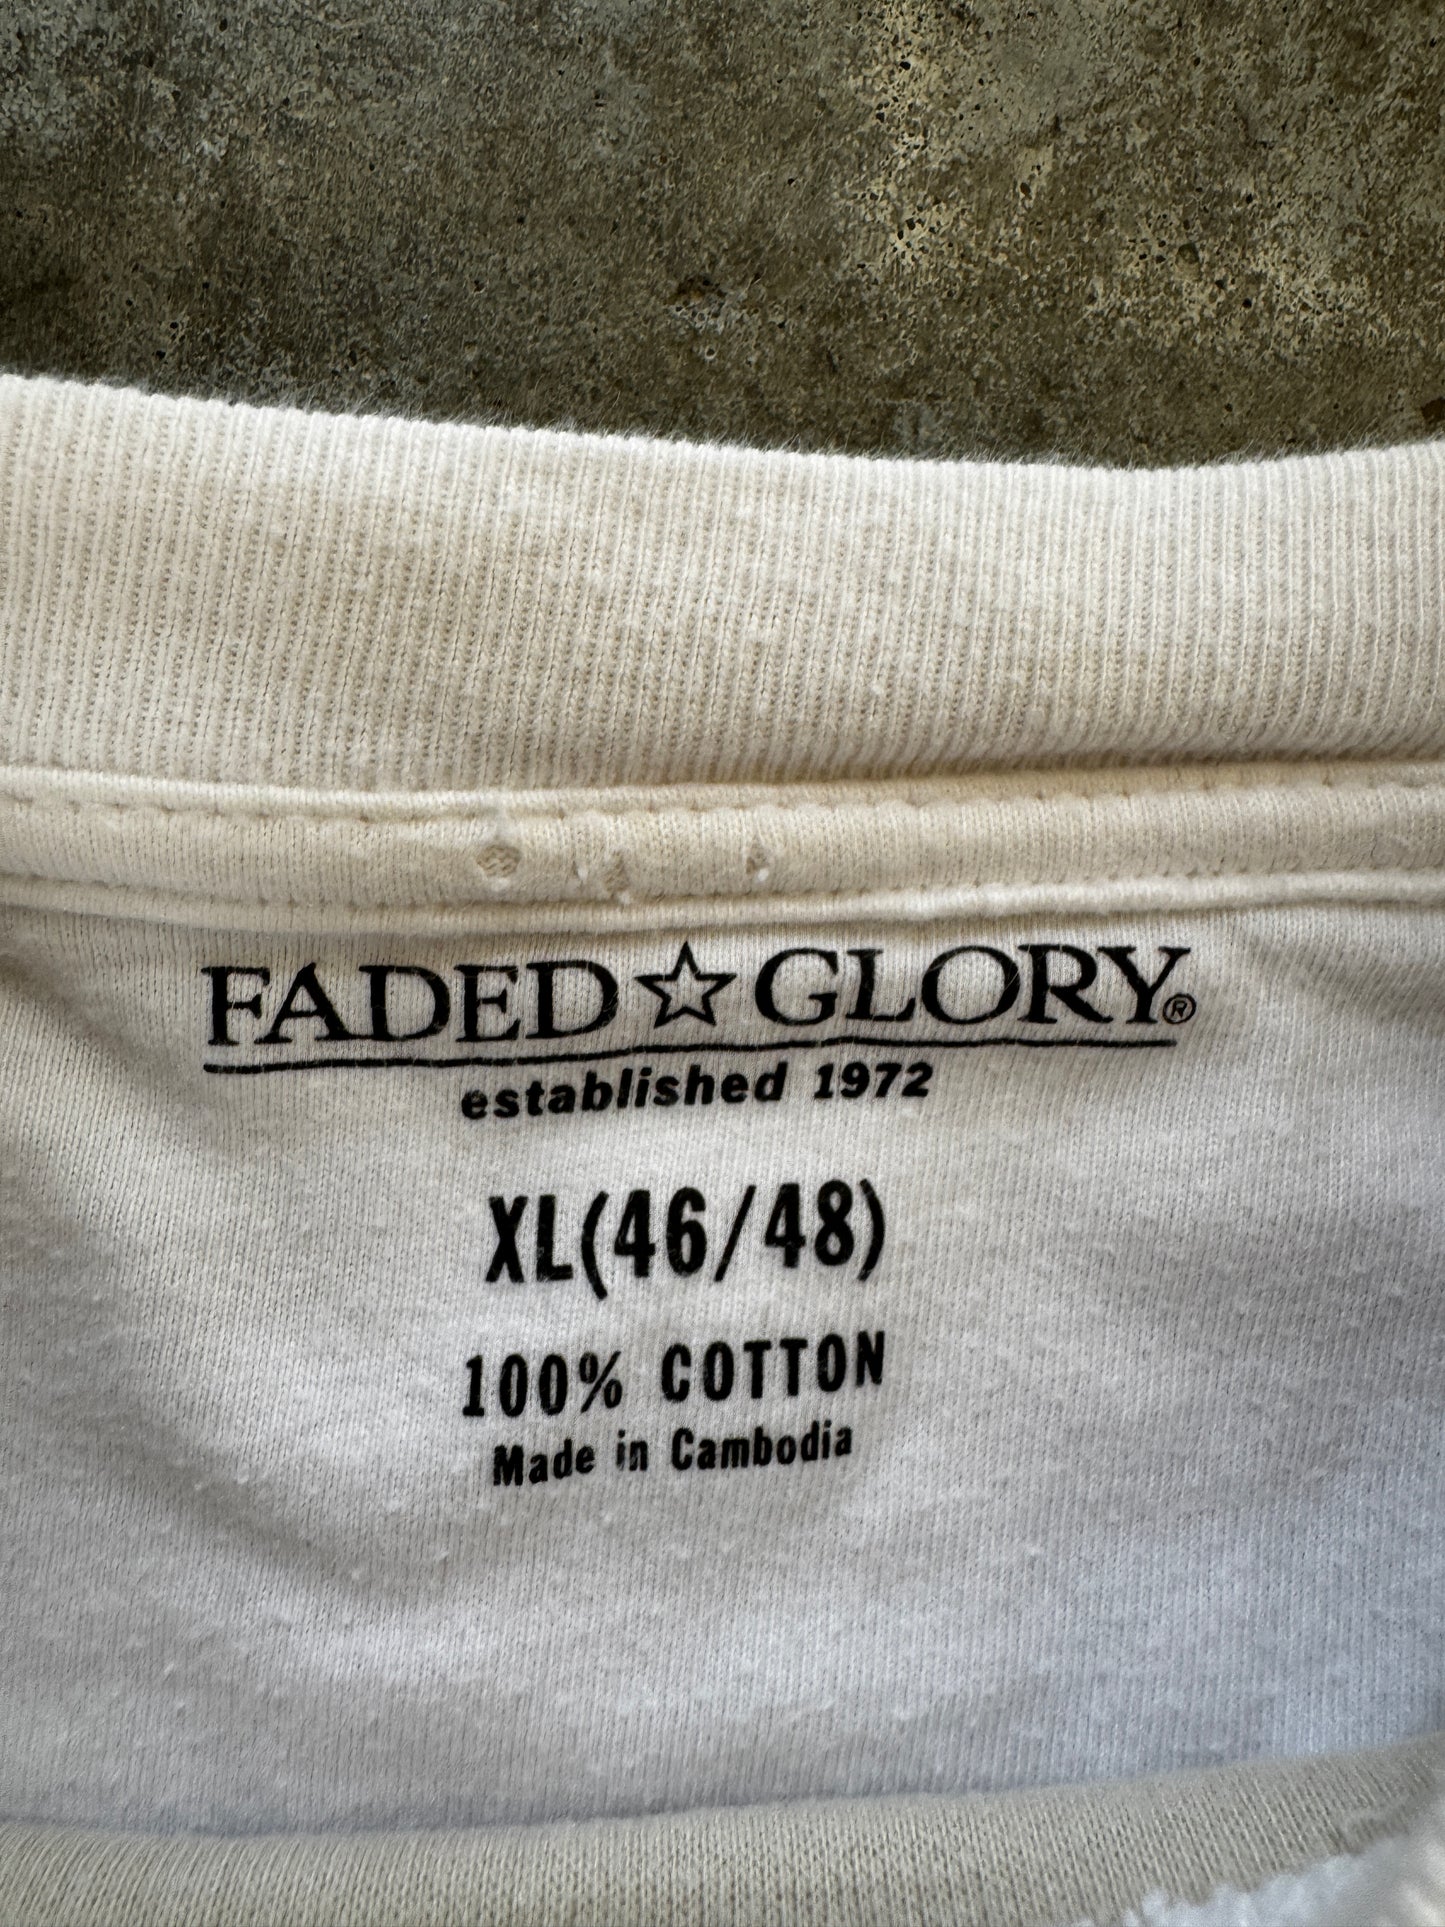 FADED☆GLORY®
established 1972
XL(46/48)
100% COTTON
Made in Cambodia